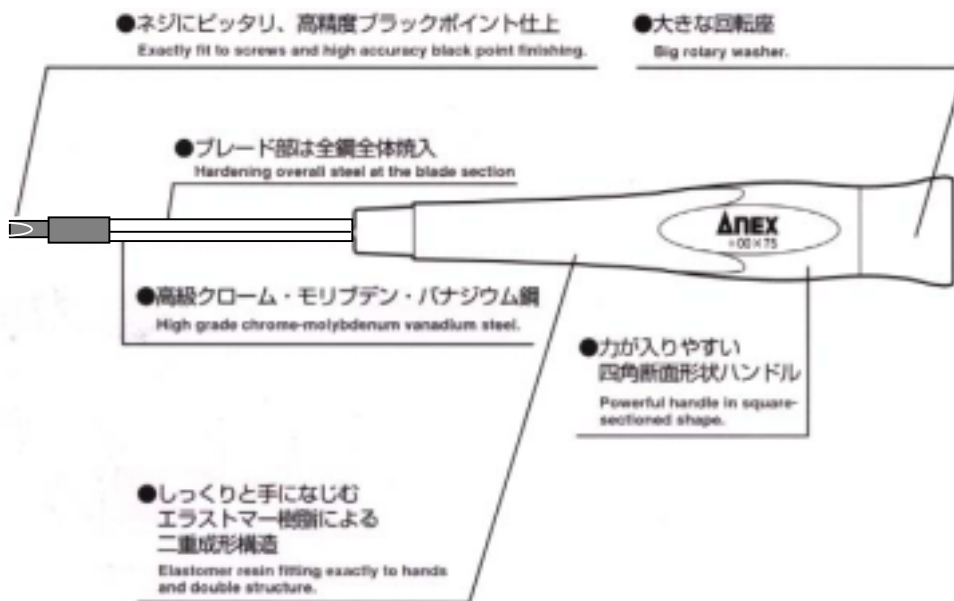 ●ネジにピッタリ、高精度ブラックポイント仕上
Exactly fit to screws and high accuracy black point finishing.
●大きな回転座
Big rotary washer.
●ブレード部は全鋼全体焼入
Hardening overall steel at the blade section
ANEX
+00×75
●高級クローム・モリブデン・バナジウム鋼
High grade chrome-molybdenum vanadium steel.
●力が入りやすい
四角断面形状ハンドル
Powerful handle in square-
sectioned shape.
●しっくりと手になじむ
エラストマー樹脂による
二重成形構造
Elastomer resin fitting exactly to hands
and double structure.